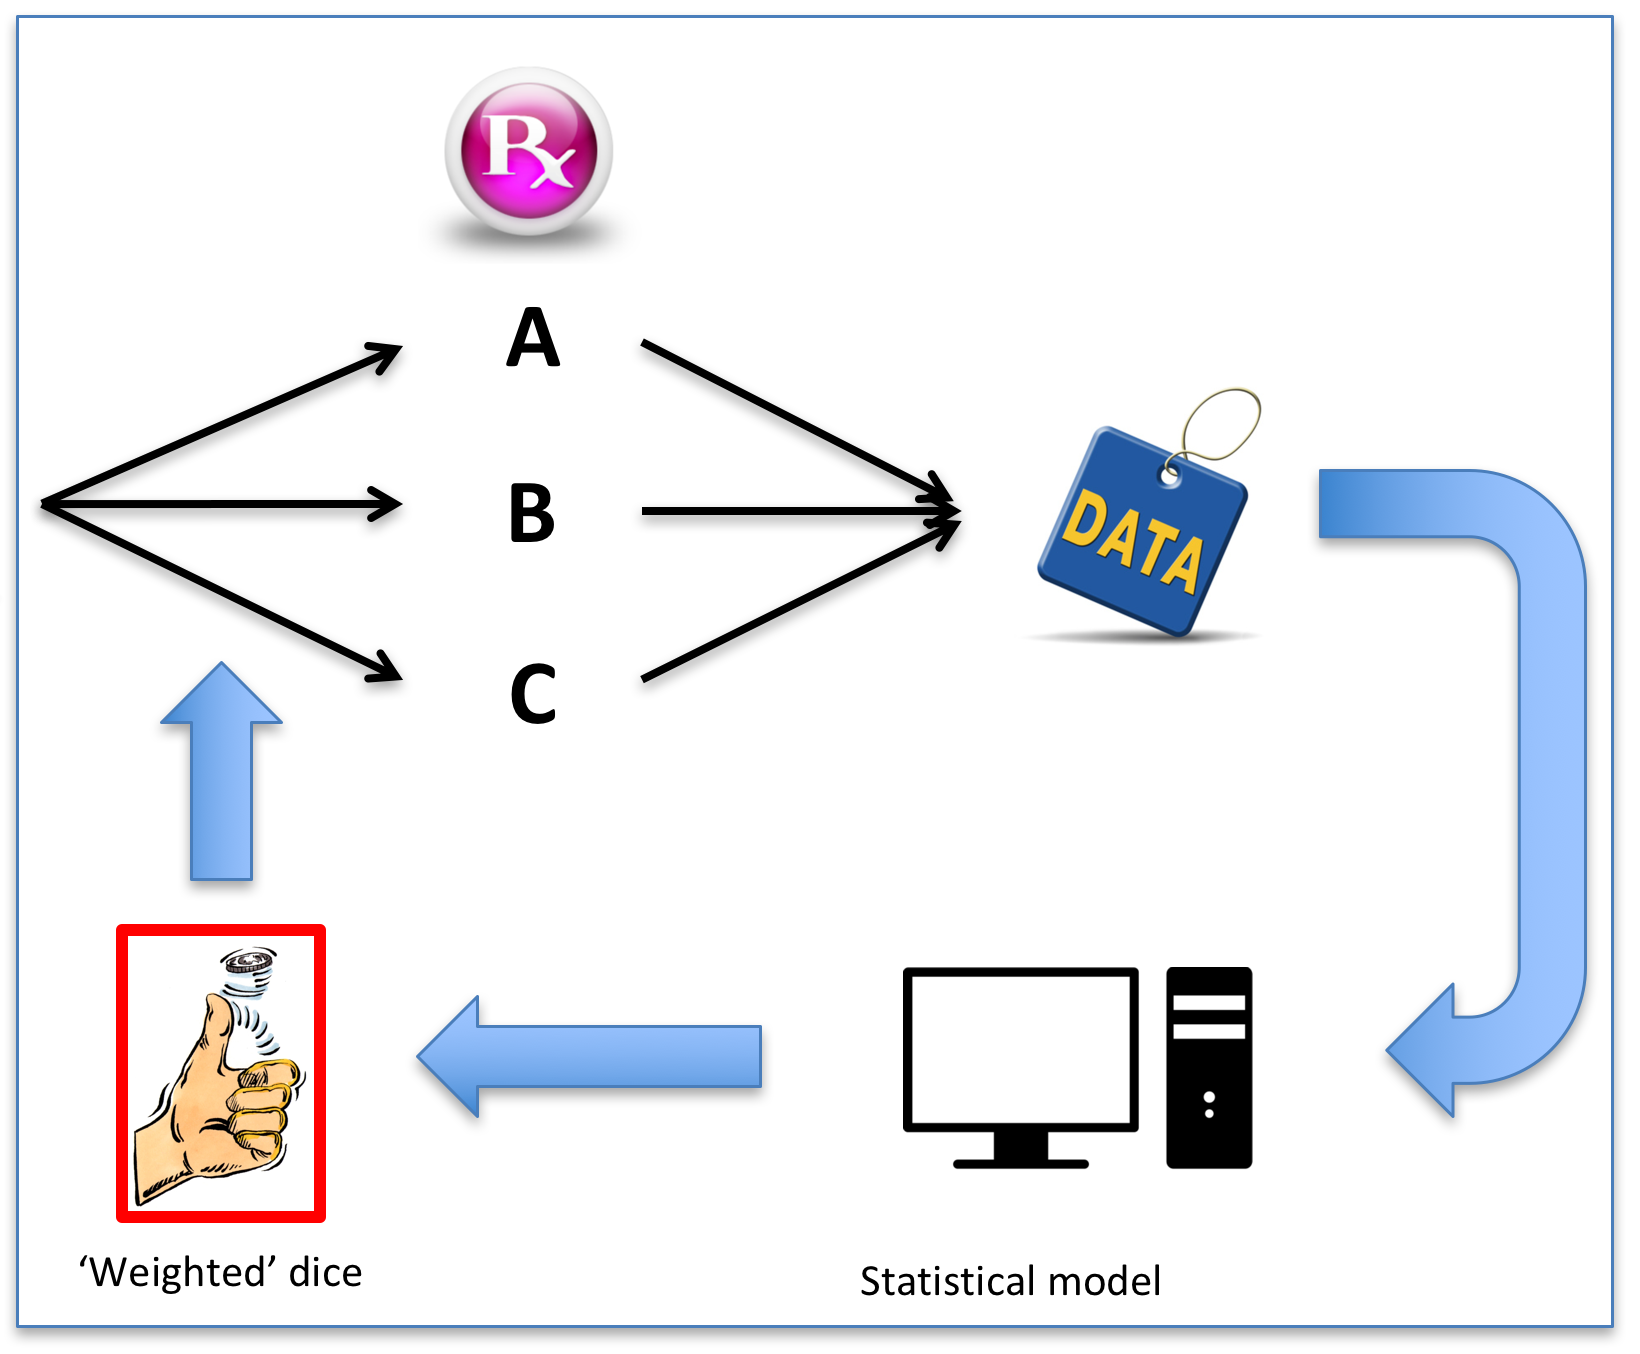 Rx
A
B
DATA
C
‘Weighted’ dice
Statistical model